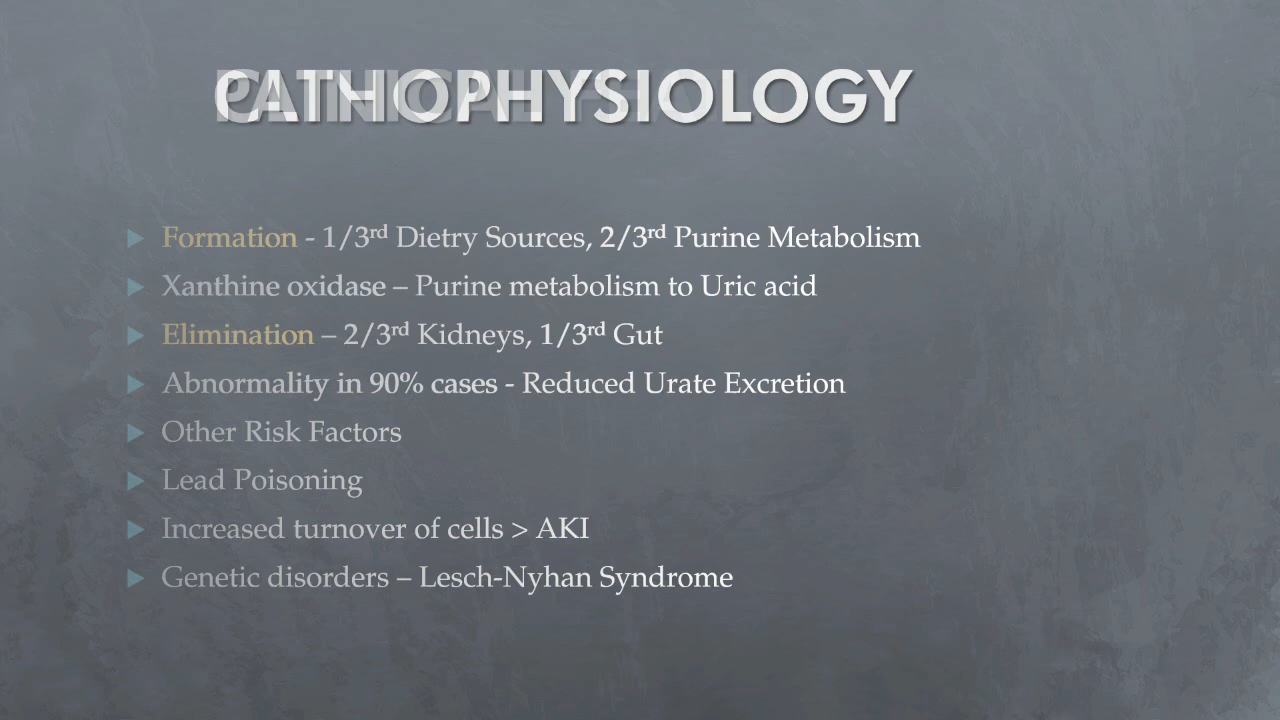 PATHOPHYSIOLOGY
Formation - 1/3rd Dietry Sources, 2/3rd Purine Metabolism
Xanthine oxidase – Purine metabolism to Uric acid
Elimination – 2/3rd Kidneys, 1/3rd Gut
Abnormality in 90% cases - Reduced Urate Excretion
Other Risk Factors
Lead Poisoning
Increased turnover of cells > AKI
Genetic disorders – Lesch-Nyhan Syndrome